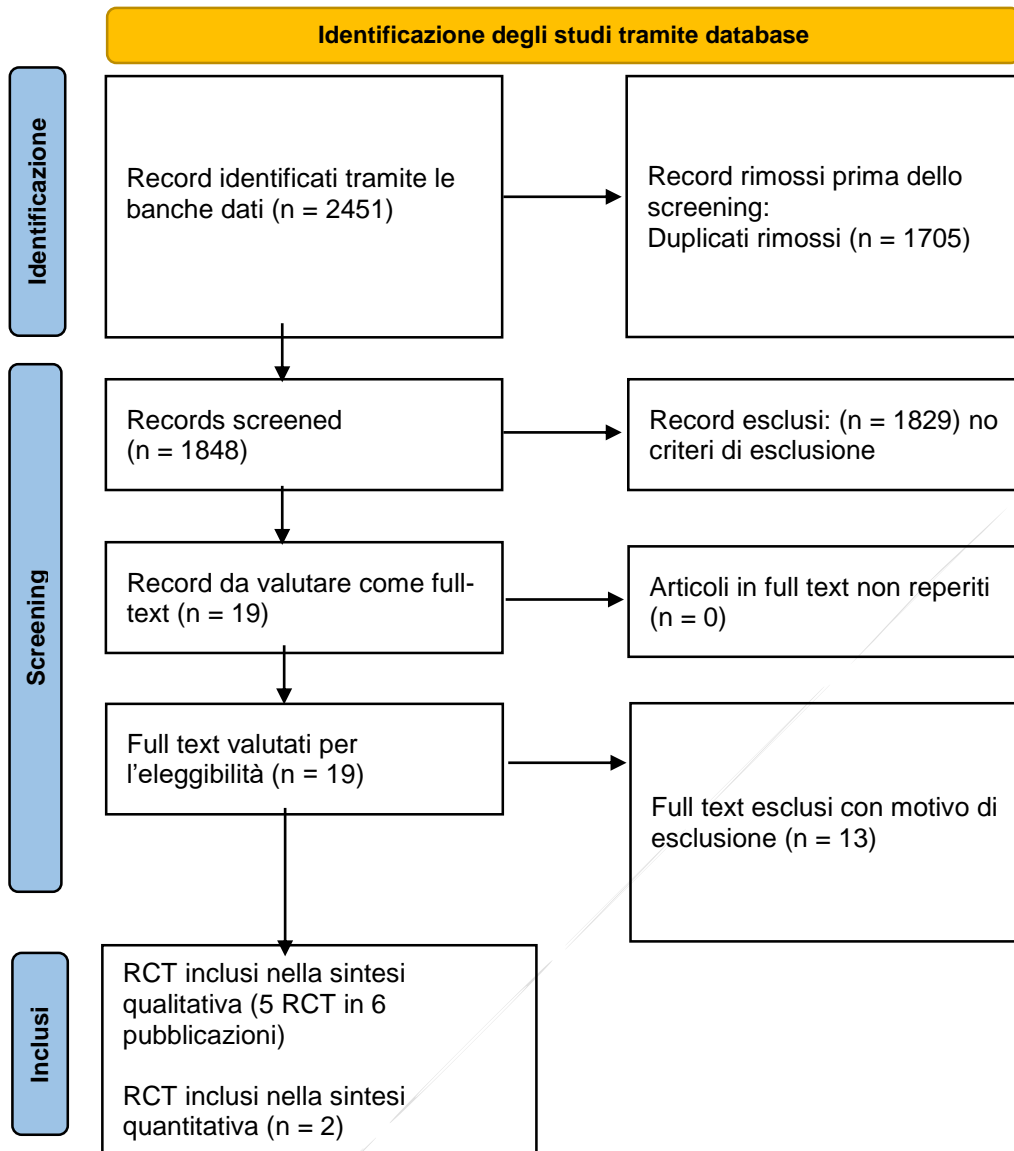 Identificazione degli studi tramite database
Identificazione
Record identificati tramite le
banche dati (n = 2451)
Record rimossi prima dello
screening:
Duplicati rimossi (n = 1705)
Screening
Records screened
(n = 1848)
Record esclusi: (n = 1829) no
criteri di esclusione
Record da valutare come full-
text (n = 19)
Articoli in full text non reperiti
(n = 0)
Full text valutati per
l’eleggibilità (n = 19)
Full text esclusi con motivo di
esclusione (n = 13)
Inclusi
RCT inclusi nella sintesi
qualitativa (5 RCT in 6
pubblicazioni)
RCT inclusi nella sintesi
quantitativa (n = 2)